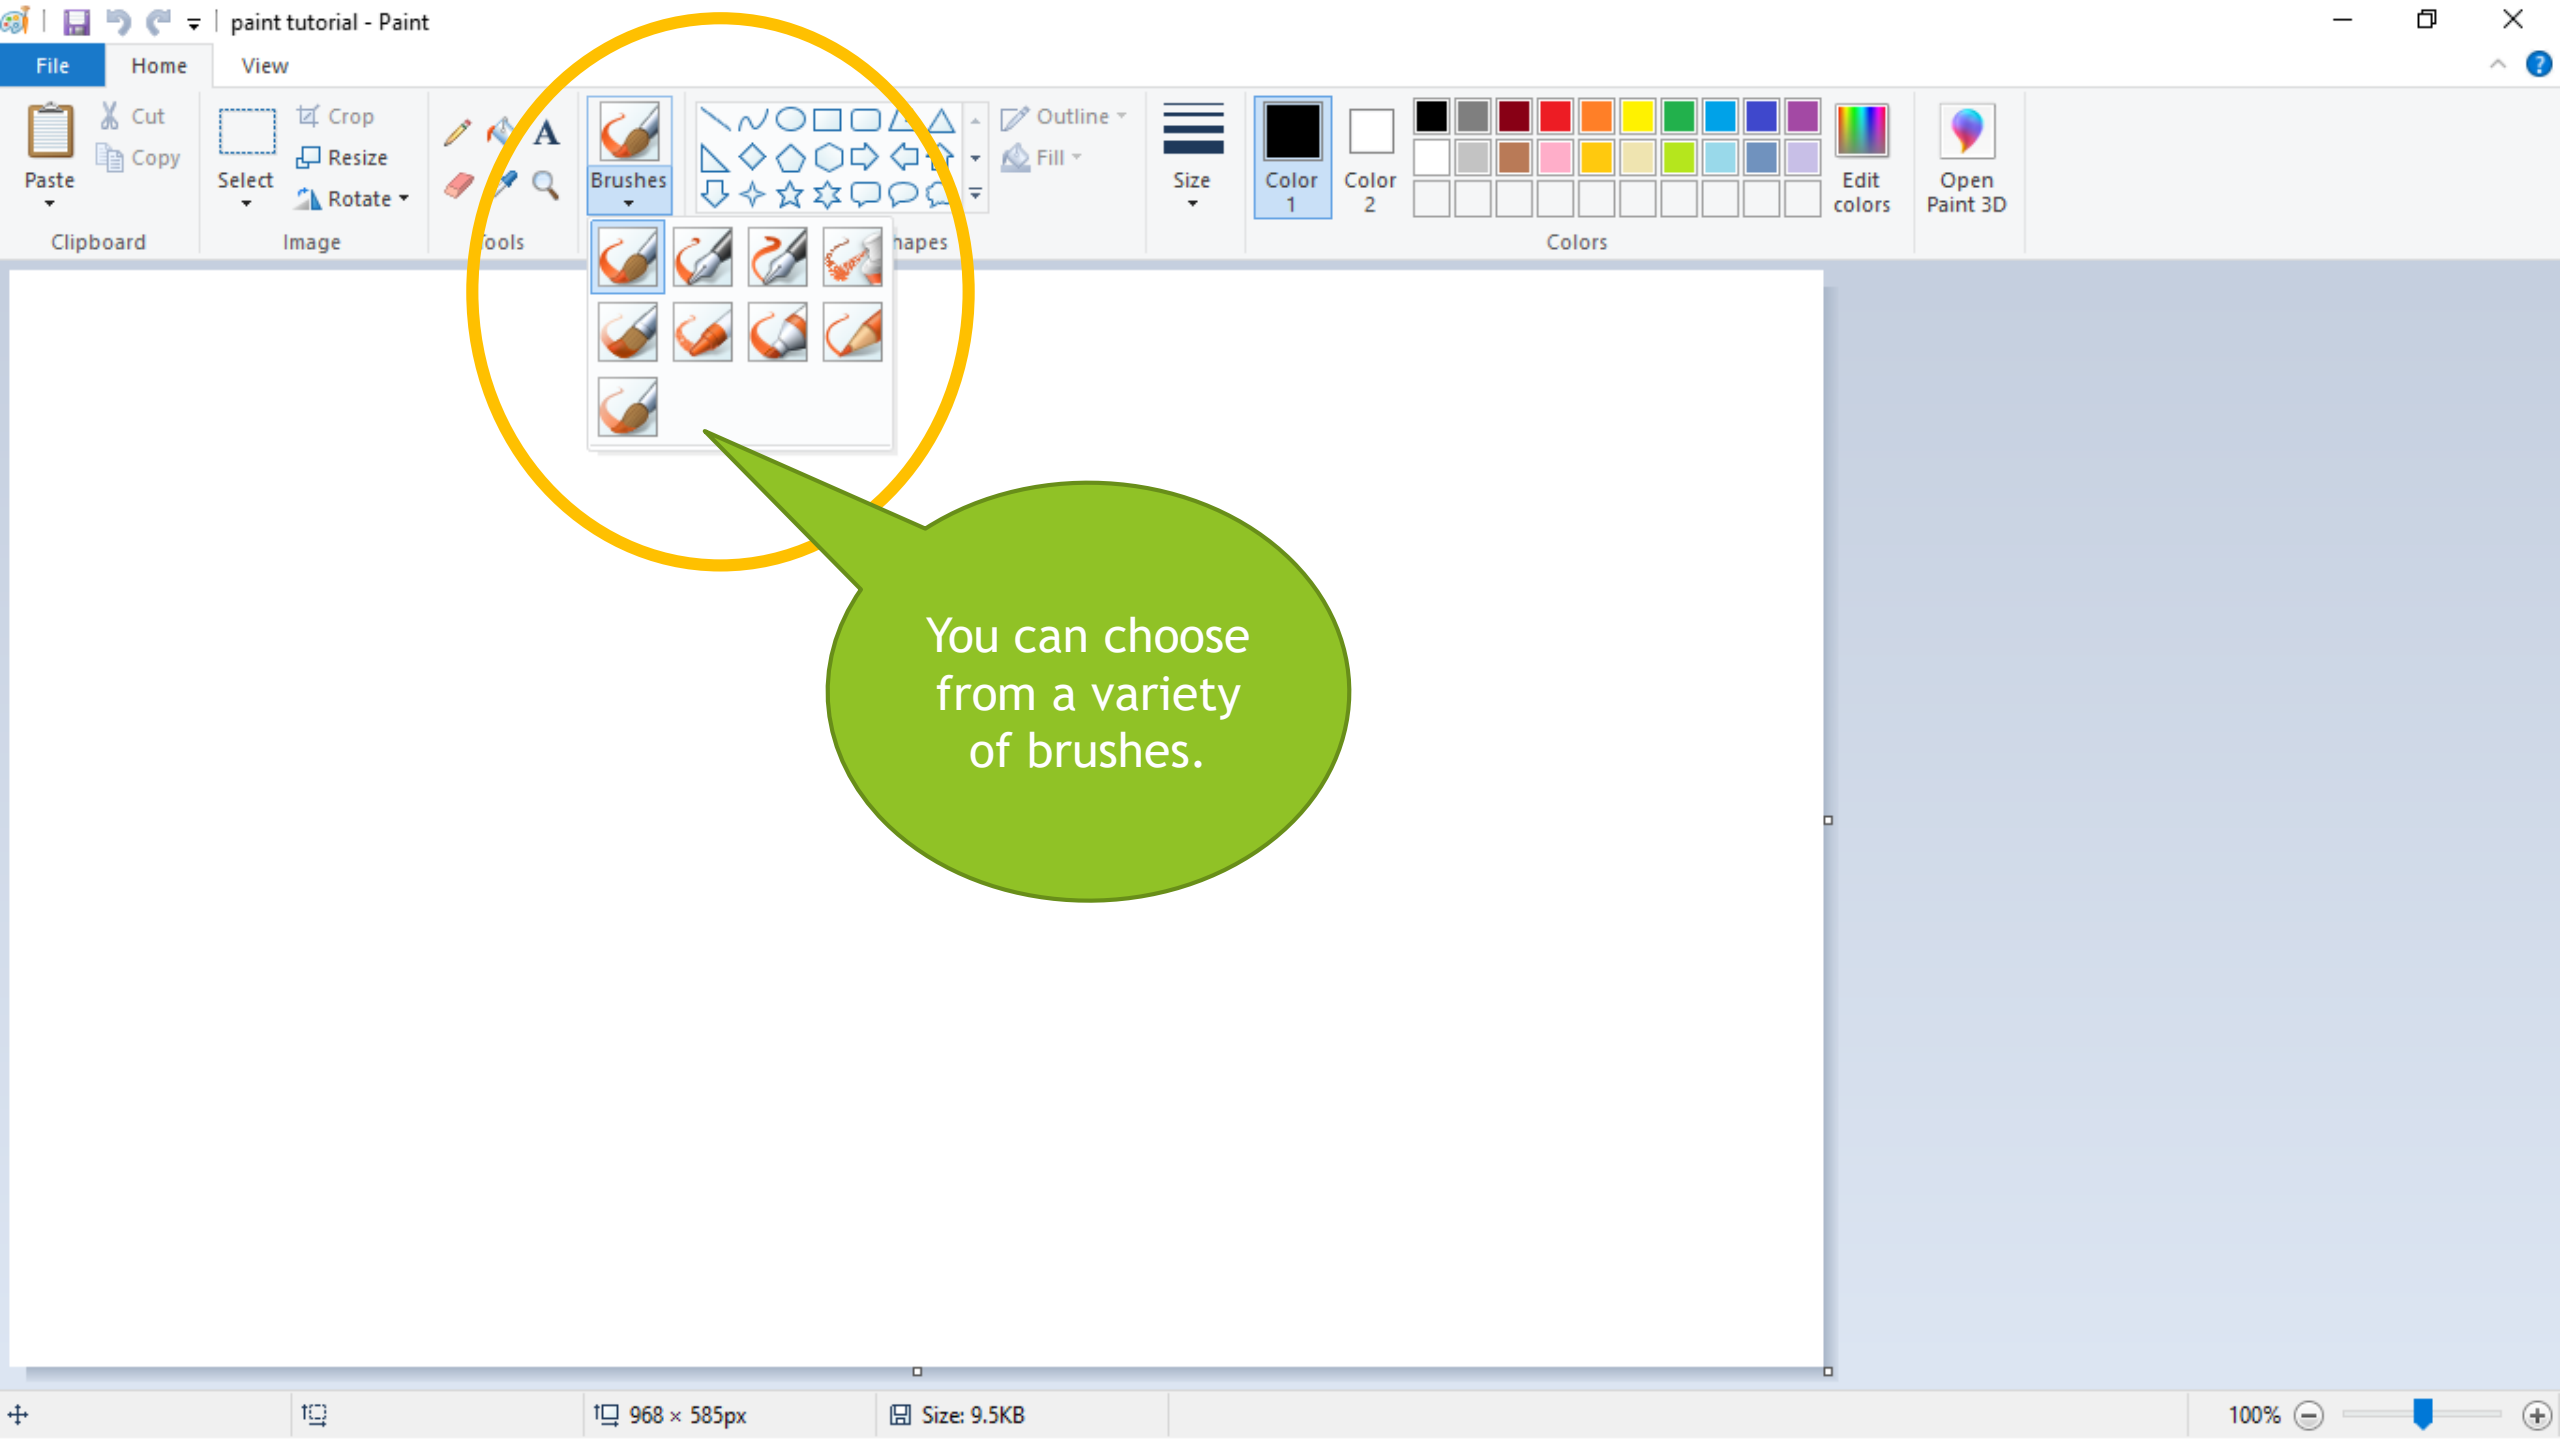 paint tutorial - Paint
File Home View
Cut
Copy
Paste
Clipboard
Select
Crop
Resize
Rotate
Image
A
Brushes
Outline
Fill
Size
Color
1
Color
2
Edit
colors
Colors
Open
Paint 3D
You can choose
from a variety
of brushes.
968 × 585px
Size: 9.5KB
100%